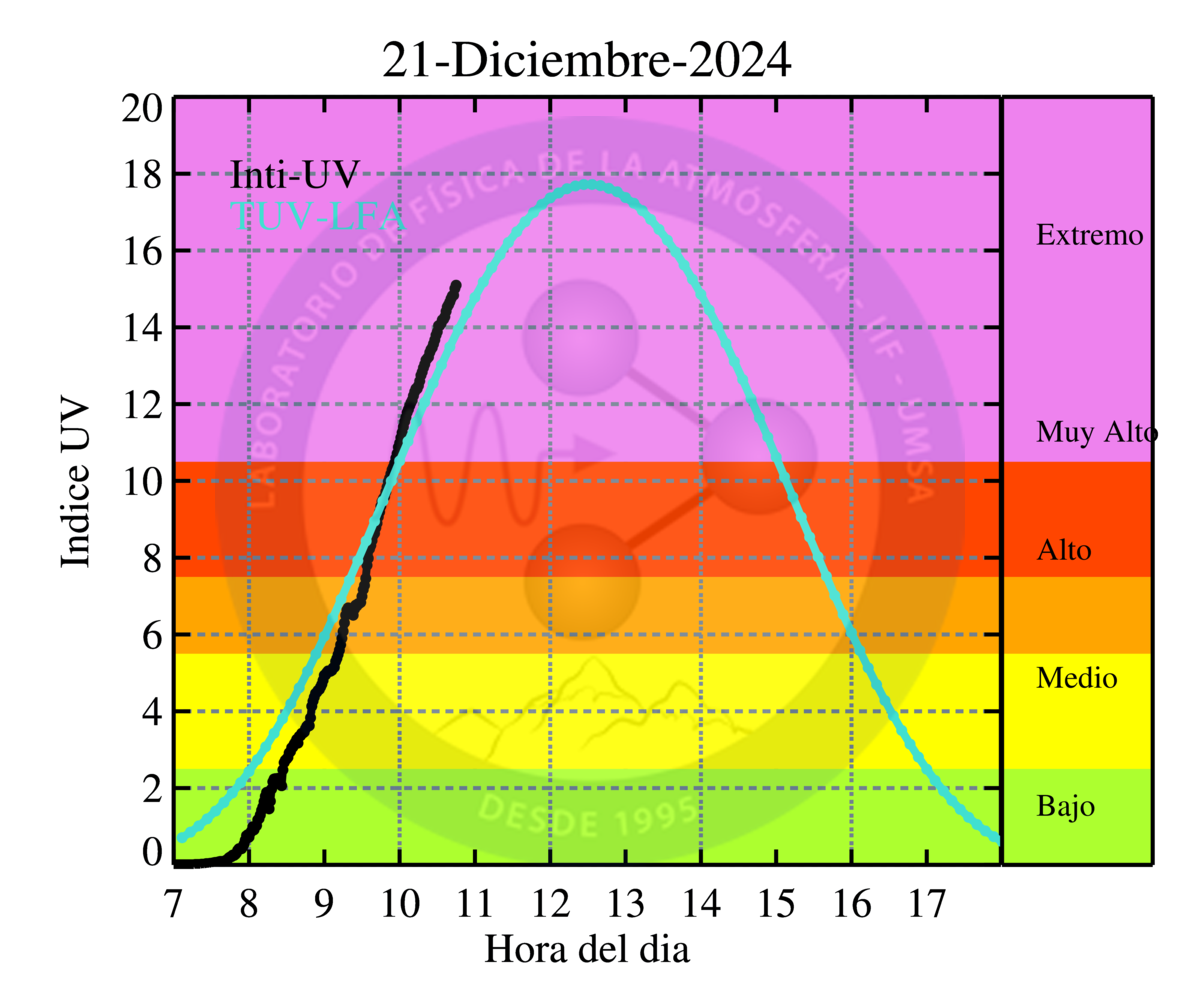 21-Diciembre-2024
Inti-UV
TUV-LFA
LABORATORIO DE FÍSICA DE LA ATMÓSFERA - IIF - UMSA
DESDE 1995
Indice UV
20
18
16
14
12
10
8
6
4
2
0
Extremo
Muy Alto
Alto
Medio
Bajo
7 8 9 10 11 12 13 14 15 16 17
Hora del dia